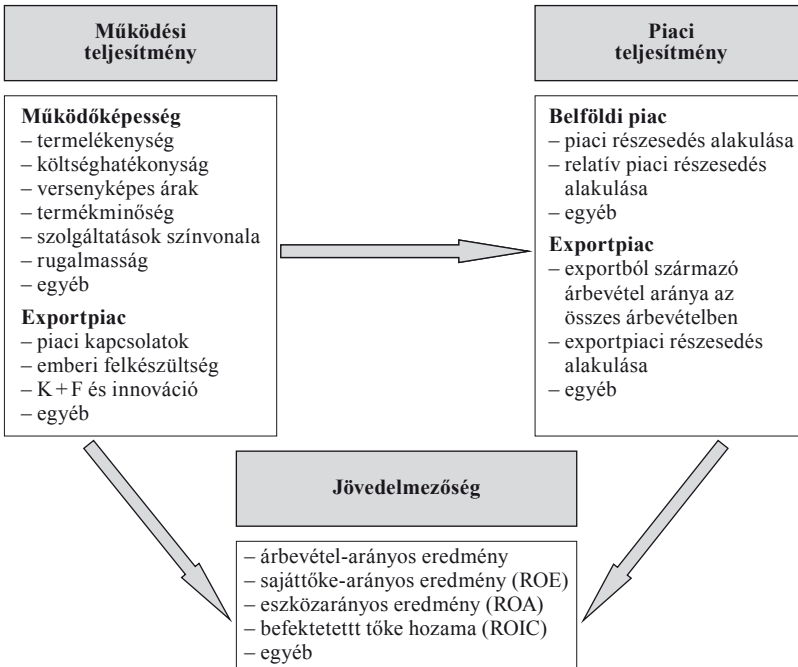 Működési
teljesítmény
Működőképesség
– termelékenység
– költséghatékonyság
– versenyképes árak
– termékminőség
– szolgáltatások színvonala
– rugalmasság
– egyéb
Exportpiac
– piaci kapcsolatok
– emberi felkészültség
– K + F és innováció
– egyéb
Piaci
teljesítmény
Belföldi piac
– piaci részesedés alakulása
– relatív piaci részesedés
alakulása
– egyéb
Exportpiac
– exportból származó
árbevétel aránya az
összes árbevételben
– exportpiaci részesedés
alakulása
– egyéb
Jövedelmezőség
– árbevétel-arányos eredmény
– sajáttőke-arányos eredmény (ROE)
– eszközarányos eredmény (ROA)
– befektetettt tőke hozama (ROIC)
– egyéb